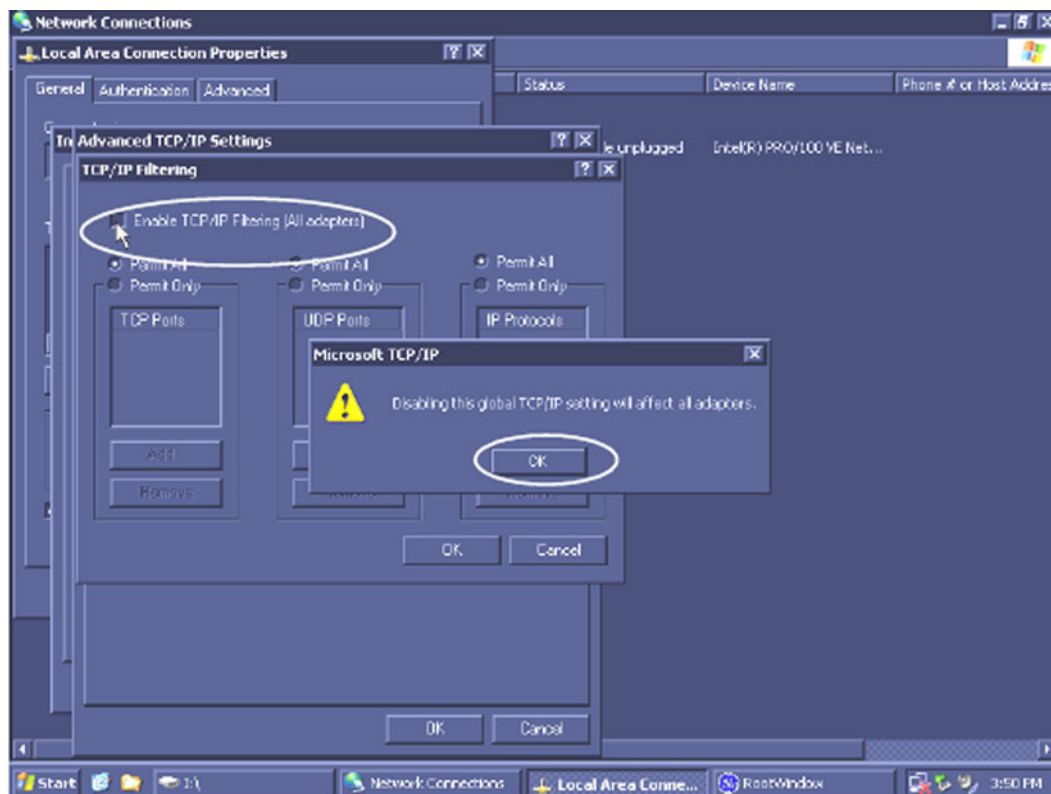 Network Connections
Local Area Connection Properties
General Authentication Advanced
Status Device Name Phone # or Host Addre
In Advanced TCP/IP Settings
le unplugged Intel(R) PRO/100 VE Net...
TCP/IP Filtering
Enable TCP/IP Filtering (All adapters)
Permit All Permit All Permit All
Permit Only Permit Only Permit Only
TCP Ports UDP Ports IP Protocols
Microsoft TCP/IP
Disabling this global TCP/IP setting will affect all adapters.
OK
Add
Remove
OK Cancel
OK Cancel
Start I:\ Network Connections Local Area Conne... RootWindow 3:50 PM